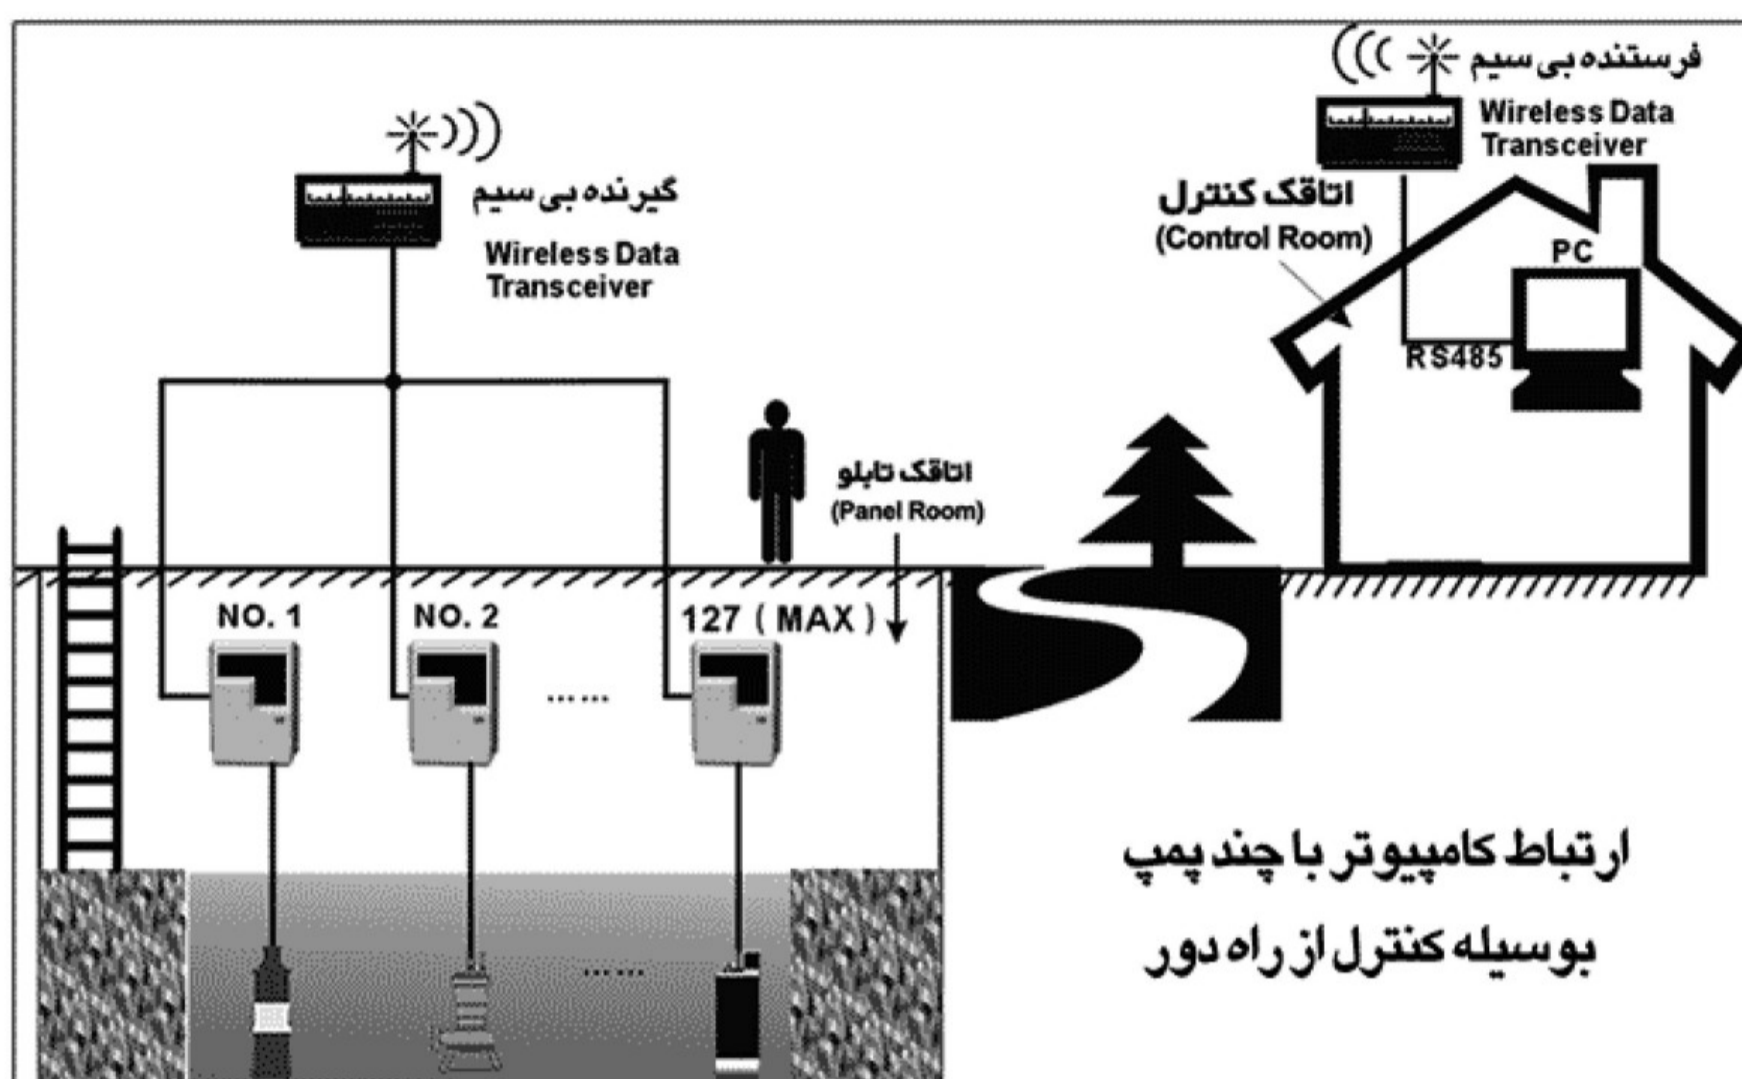 فرستنده بی سیم
Wireless Data
Transceiver
گیرنده بی سیم
Wireless Data
Transceiver
اتاقک کنترل
(Control Room)
PC
RS485
اتاقک تابلو
(Panel Room)
NO. 1
NO. 2
127 ( MAX )
......
......
ارتباط کامپیوتر با چند پمپ
بوسیله کنترل از راه دور